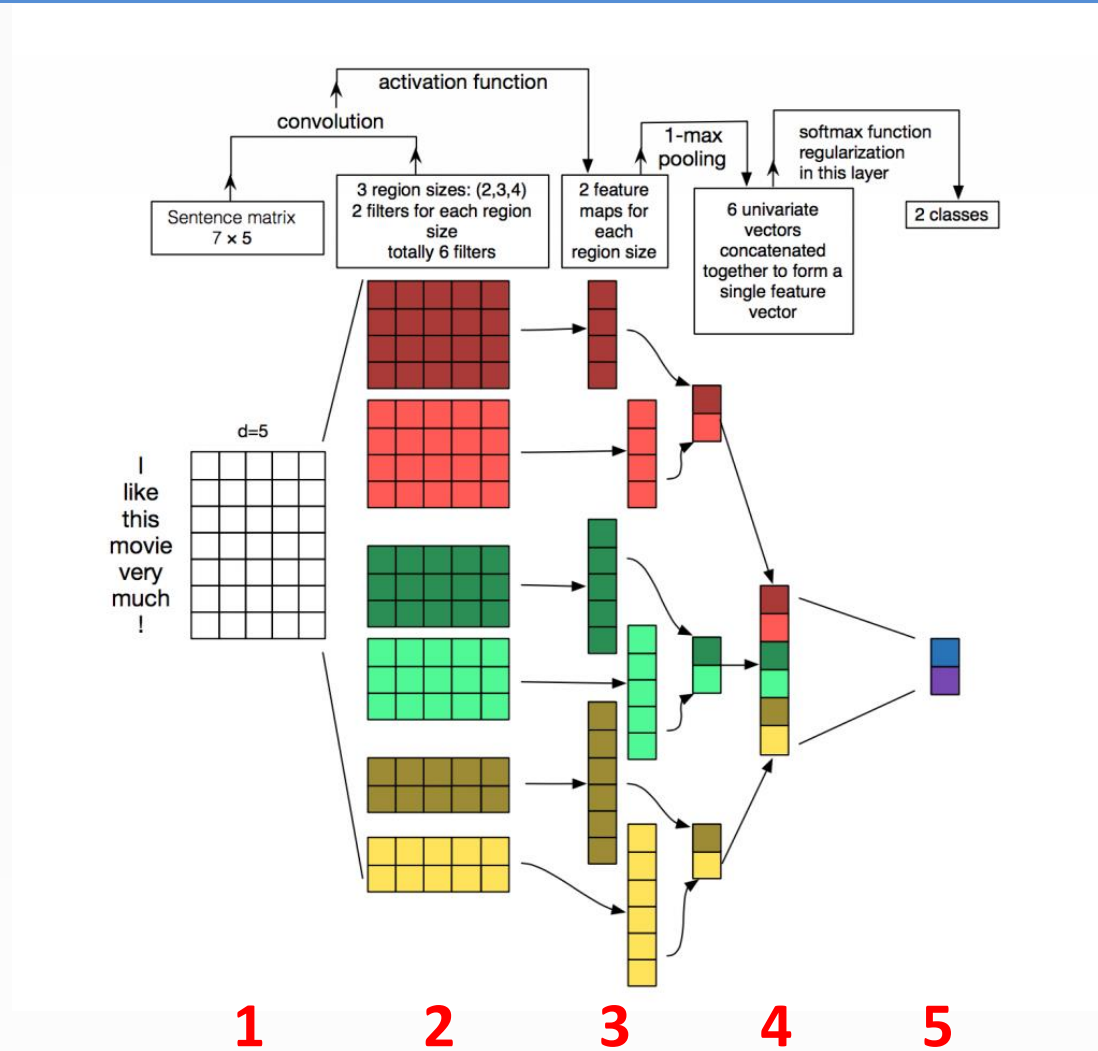 activation function
convolution
1-max
pooling
softmax function
regularization
in this layer
Sentence matrix
7 × 5
3 region sizes: (2,3,4)
2 filters for each region
size
totally 6 filters
2 feature
maps for
each
region size
6 univariate
vectors
concatenated
together to form a
single feature
vector
2 classes
d=5
I
like
this
movie
very
much
!
1 2 3 4 5